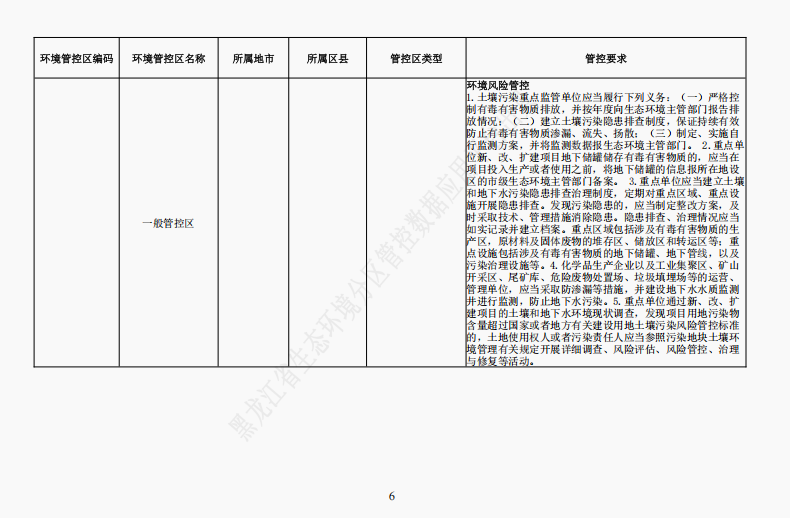 环境管控区编码 环境管控区名称 所属地市 所属区县 管控区类型 管控要求
一般管控区
环境风险管控
1.土壤污染重点监管单位应当履行下列义务：（一）严格控
制有毒有害物质排放，并按年度向生态环境主管部门报告排
放情况；（二）建立土壤污染隐患排查制度，保证持续有效
防止有毒有害物质渗漏、流失、扬散；（三）制定、实施自
行监测方案，并将监测数据报生态环境主管部门。 2.重点单
位新、改、扩建项目地下储罐储存有毒有害物质的，应当在
项目投入生产或者使用之前，将地下储罐的信息报所在地设
区的市级生态环境主管部门备案。 3.重点单位应当建立土壤
和地下水污染隐患排查治理制度，定期对重点区域、重点设
施开展隐患排查。发现污染隐患的，应当制定整改方案，及
时采取技术、管理措施消除隐患。隐患排查、治理情况应当
如实记录并建立档案。重点区域包括涉及有毒有害物质的生
产区，原材料及固体废物的堆存区、储放区和转运区等；重
点设施包括涉及有毒有害物质的地下储罐、地下管线，以及
污染治理设施等。4.化学品生产企业以及工业集聚区、矿山
开采区、尾矿库、危险废物处置场、垃圾填埋场等的运营、
管理单位，应当采取防渗漏等措施，并建设地下水水质监测
井进行监测，防止地下水污染。5.重点单位通过新、改、扩
建项目的土壤和地下水环境现状调查，发现项目用地污染物
含量超过国家或者地方有关建设用地土壤污染风险管控标准
的，土地使用权人或者污染责任人应当参照污染地块土壤环
境管理有关规定开展详细调查、风险评估、风险管控、治理
与修复等活动。
黑龙江省生态环境分区管控数据应用
6